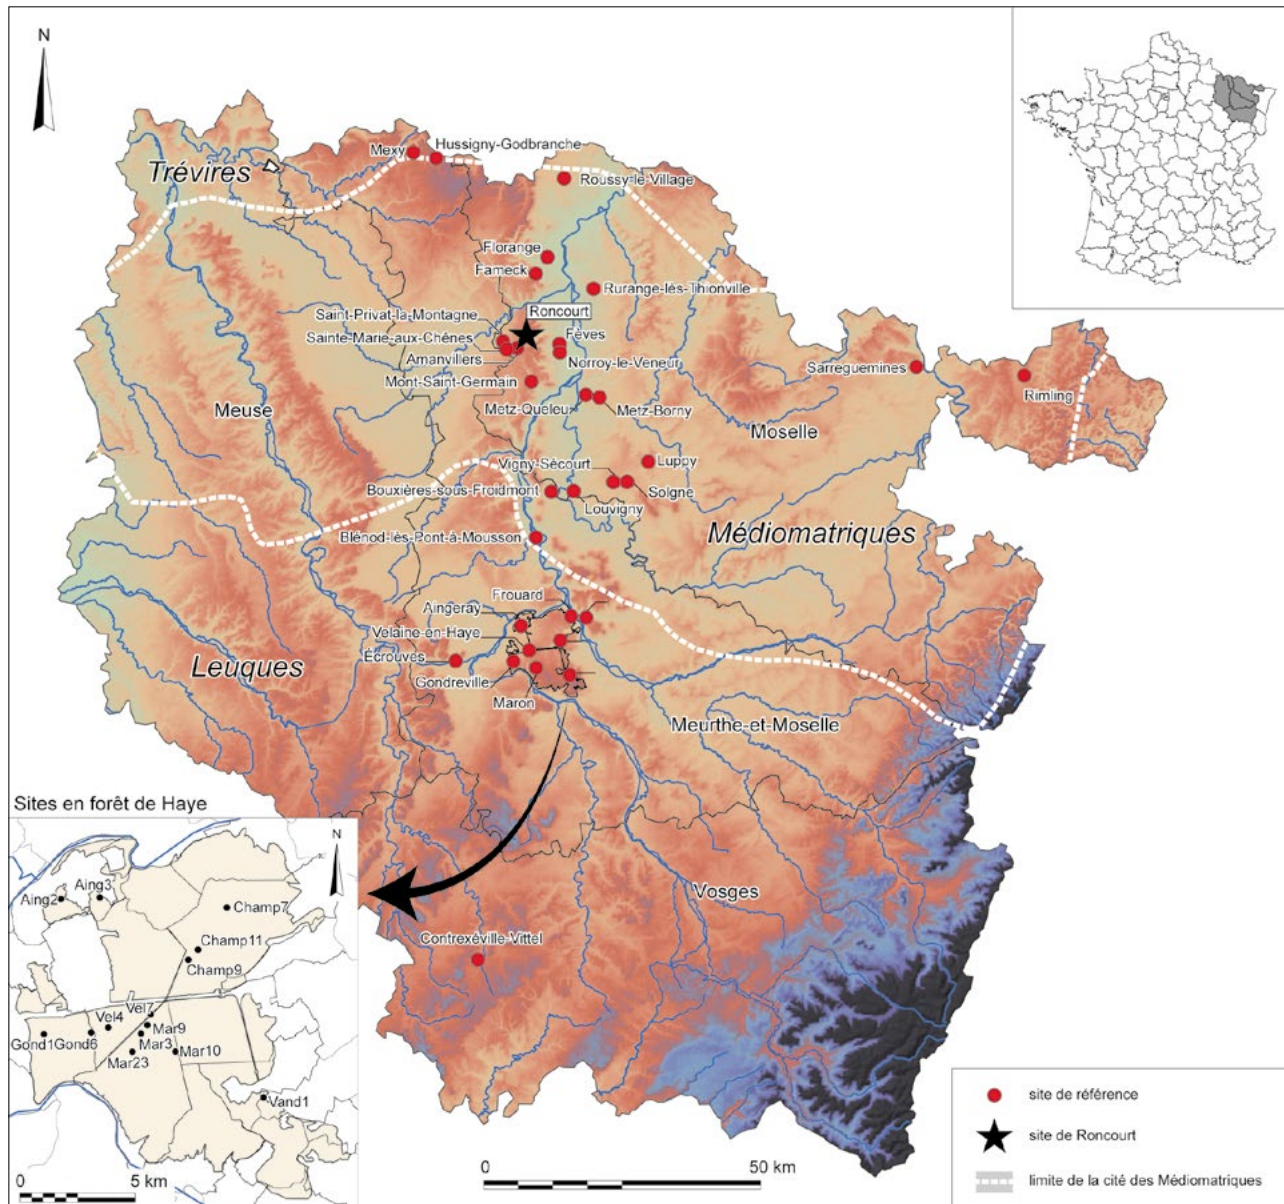 N
Trévires
Mexy
Hussigny-Godbranche
Roussy-le-Village
Florange
Fameck
Rurange-lés-Thionville
Saint-Privat-la-Montagne
Roncourt
Sainte-Marie-aux-Chênes
Fèves
Amanvillers
Norroy-le-Veneur
Mont-Saint-Germain
Sarreguemines
Rimling
Meuse
Metz-Queleu
Metz-Borny
Moselle
Vigny-Sécourt
Luppy
Bouxières-sous-Froidmont
Solgne
Louvigny
Médiomatriques
Blénod-lès-Pont-à-Mousson
Frouard
Aingeray
Velaine-en-Haye
Écrouves
Leuques
Gondreville
Maron
Meurthe-et-Moselle
Vosges
Contrexéville-Vittel
Sites en forêt de Haye
N
Aing2
Aing3
Champ7
Champ11
Champ9
Vel7
Vel4
Mar9
Gond1
Gond6
Mar3
Mar23
Mar10
Vand1
0 5 km
0 50 km
site de référence
site de Roncourt
limite de la cité des Médiomatriques